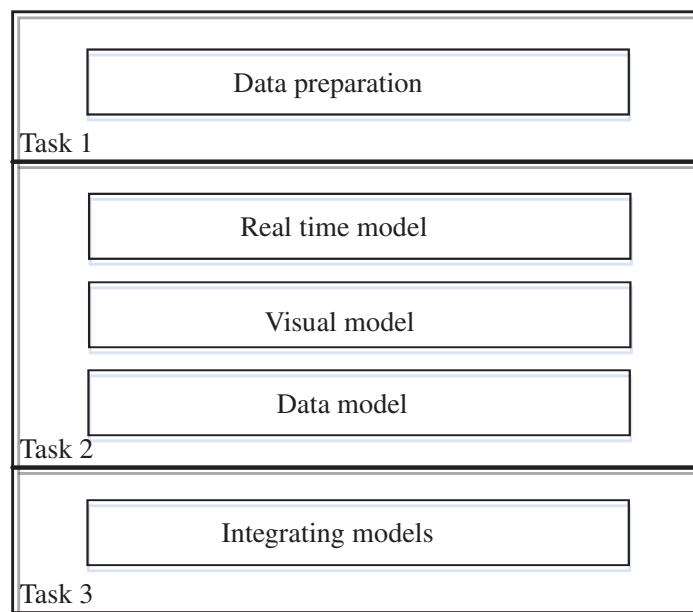 Data preparation
Task 1
Real time model
Visual model
Data model
Task 2
Integrating models
Task 3